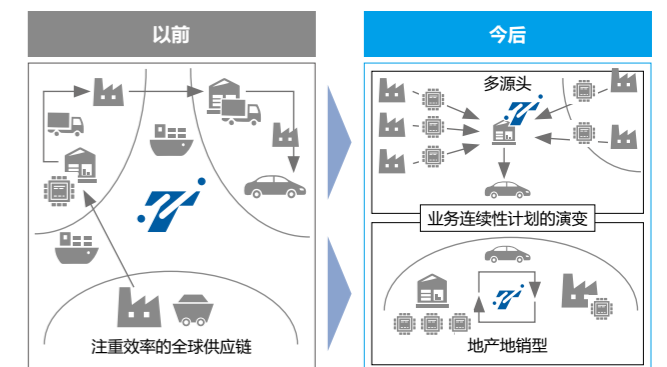 以前
今后
多源头
业务连续性计划的演变
注重效率的全球供应链
地产地销型